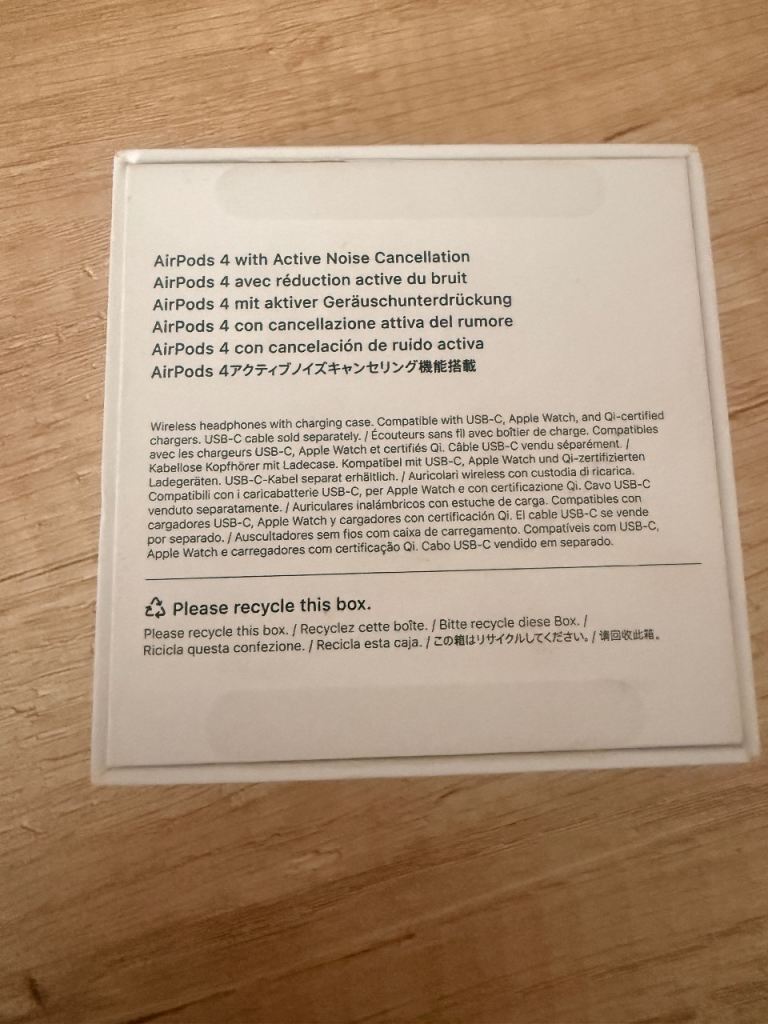 AirPods 4 with Active Noise Cancellation
AirPods 4 avec réduction active du bruit
AirPods 4 mit aktiver Geräuschunterdrückung
AirPods 4 con cancellazione attiva del rumore
AirPods 4 con cancelación de ruido activa
AirPods 4アクティブノイズキャンセリング機能搭載
Wireless headphones with charging case. Compatible with USB-C, Apple Watch, and Qi-certified
chargers. USB-C cable sold separately. / Écouteurs sans fil avec boîtier de charge. Compatibles
avec les chargeurs USB-C, Apple Watch et certifiés Qi. Câble USB-C vendu séparément. /
Kabellose Kopfhörer mit Ladecase. Kompatibel mit USB-C, Apple Watch und Qi-zertifizierten
Ladegeräten. USB-C-Kabel separat erhältlich. / Auricolari wireless con custodia di ricarica.
Compatibili con i caricabatterie USB-C, per Apple Watch e con certificazione Qi. Cavo USB-C
venduto separatamente. / Auriculares inalámbricos con estuche de carga. Compatibles con
cargadores USB-C, Apple Watch y cargadores con certificación Qi. El cable USB-C se vende
por separado. / Auscultadores sem fios com caixa de carregamento. Compatíveis com USB-C,
Apple Watch e carregadores com certificação Qi. Cabo USB-C vendido em separado.
Please recycle this box.
Please recycle this box. / Recyclez cette boîte. / Bitte recycle diese Box. /
Ricicla questa confezione. / Recicla esta caja. / この箱はリサイクルしてください。/ 请回收此箱。